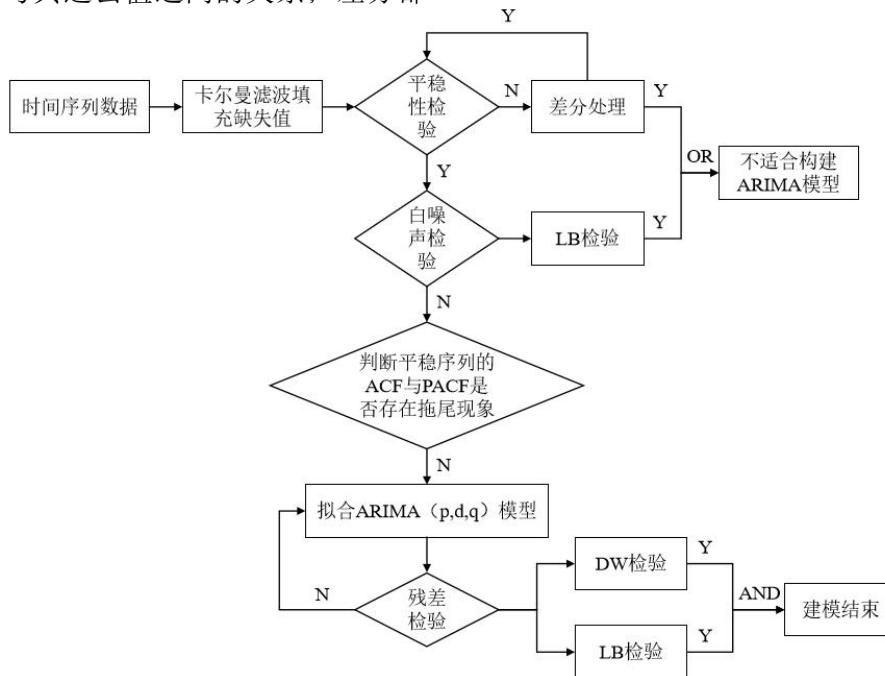 Y
时间序列数据
卡尔曼滤波填
充缺失值
平稳
性检
验
N
差分处理
Y
OR
不适合构建
ARIMA模型
Y
白噪
声检
验
LB检验
Y
N
判断平稳序列的
ACF与PACF是
否存在拖尾现象
N
拟合ARIMA（p,d,q）模型
N
残差
检验
DW检验
Y
LB检验
Y
AND
建模结束